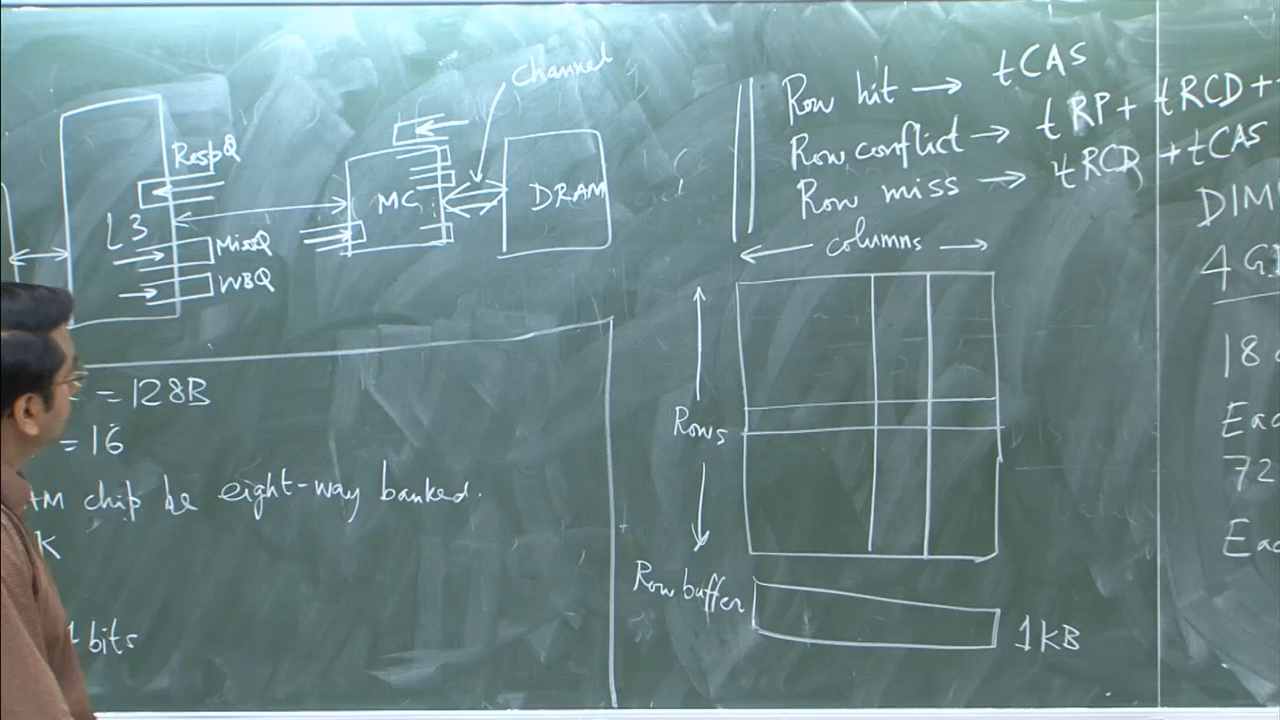 channel
RespQ
L3
MissQ
WBQ
MC
DRAM
= 128B
= 16
chip be eight-way banked.
K
bits
Row hit → tCAS
Row conflict → tRP + tRCD +
Row miss → tRCD + tCAS
← columns →
Rows
Row buffer
1KB
DIM
4 G
18
Eac
72
Eac